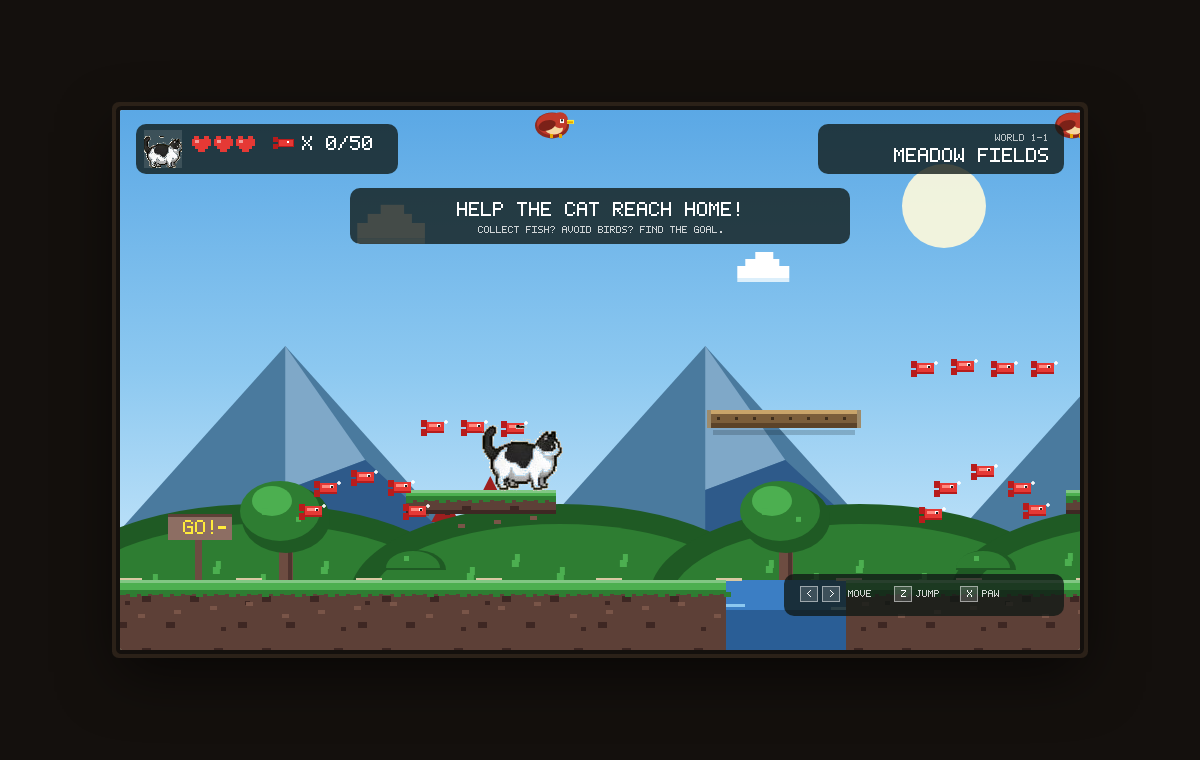 X 0/50
WORLD 1-1
MEADOW FIELDS
HELP THE CAT REACH HOME!
COLLECT FISH? AVOID BIRDS? FIND THE GOAL.
GO!-
< > MOVE Z JUMP X PAW